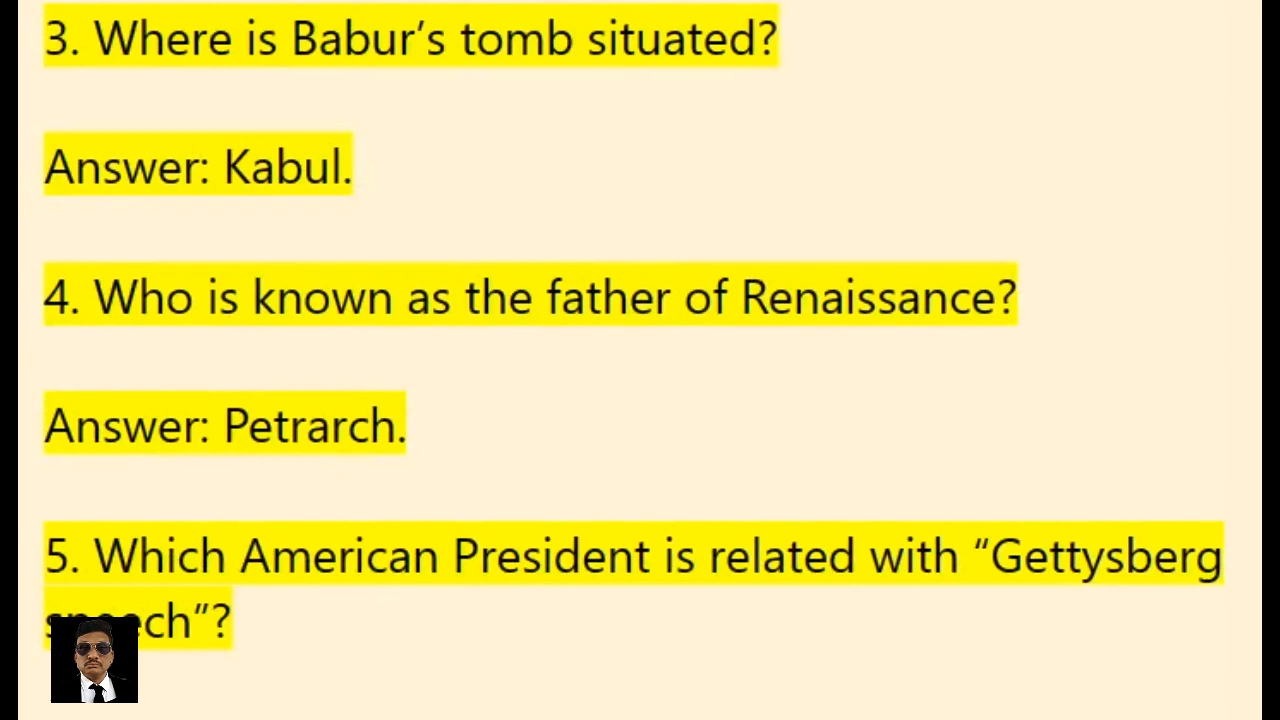 3. Where is Babur’s tomb situated?
Answer: Kabul.
4. Who is known as the father of Renaissance?
Answer: Petrarch.
5. Which American President is related with “Gettysberg
speech”?